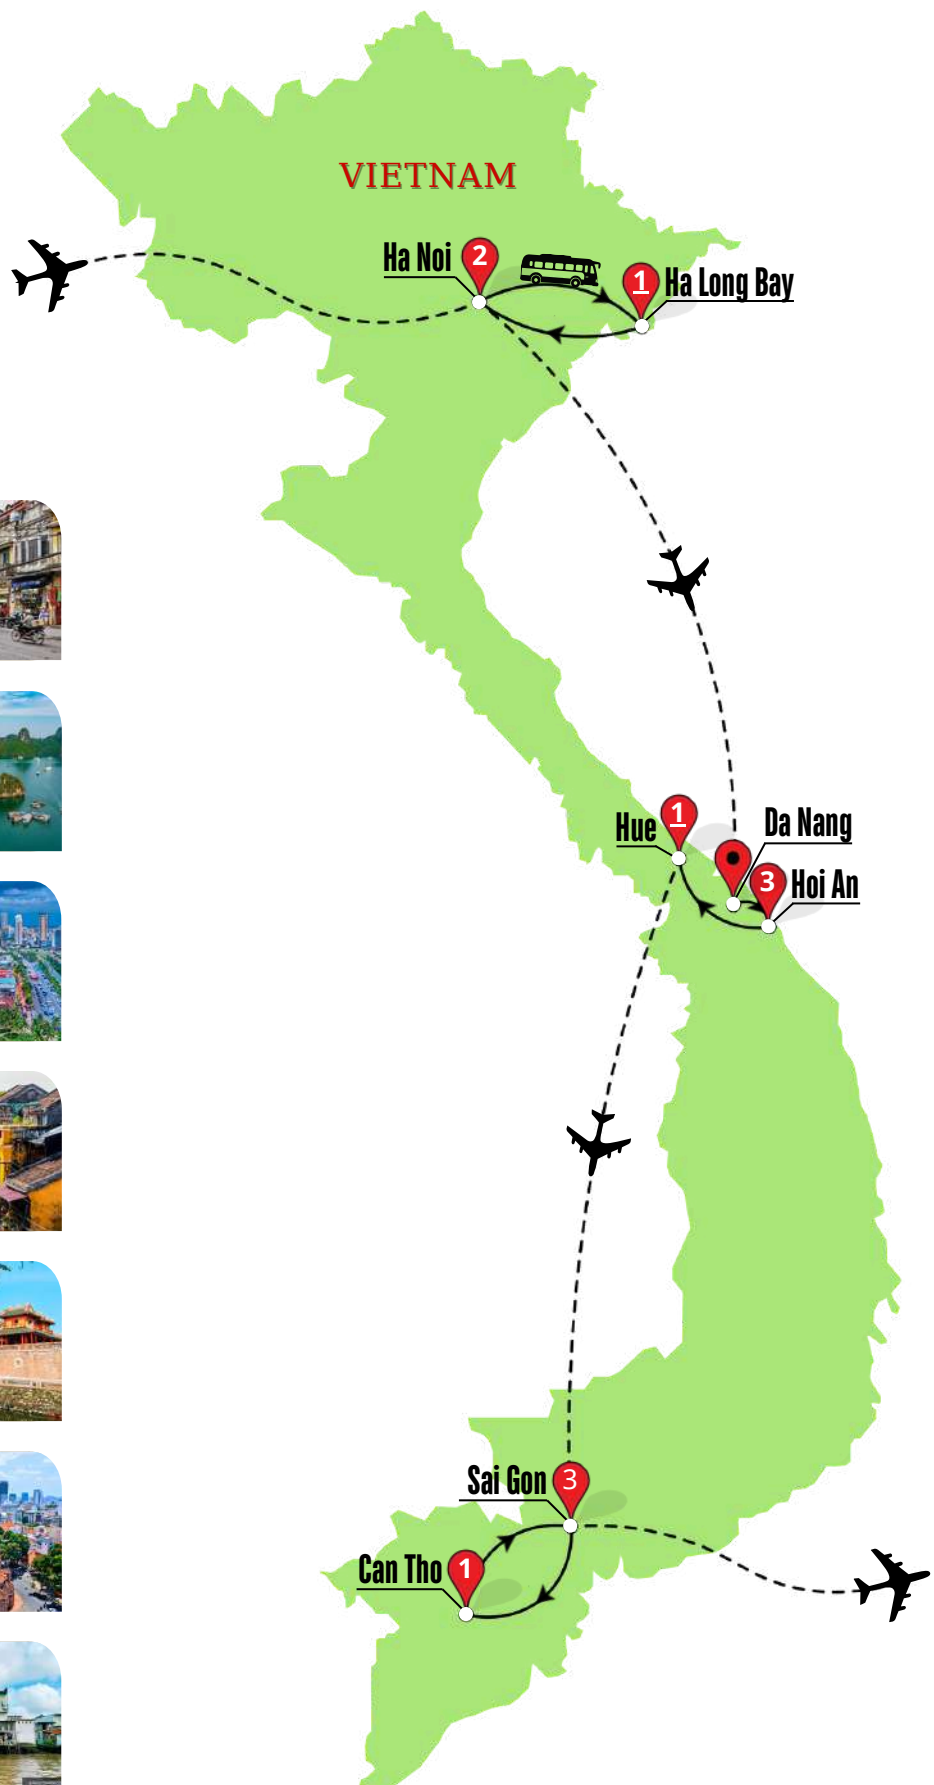 VIETNAM
Ha Noi
2
1
Ha Long Bay
Hue
1
Da Nang
3
Hoi An
Sai Gon
3
Can Tho
1